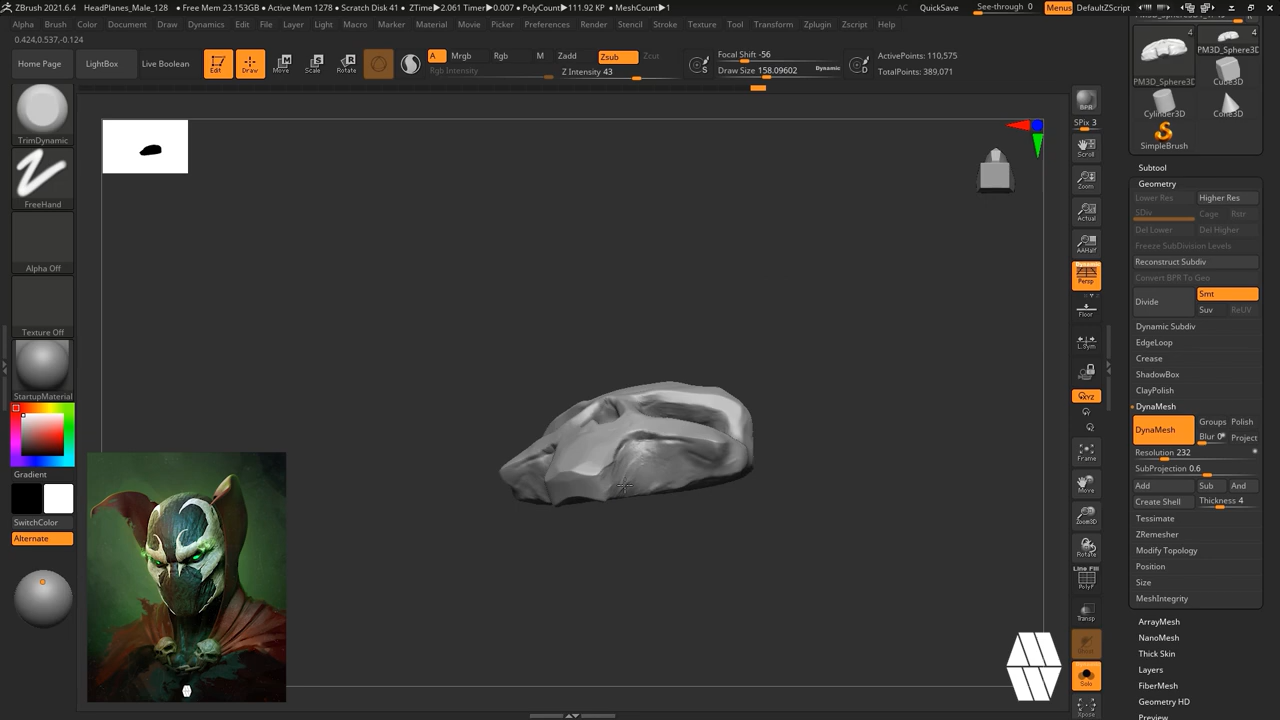 ZBrush 2021.6.4 HeadPlanes_Male_128 • Free Mem 23.153GB • Active Mem 1278 • Scratch Disk 41 • ZTime▸2.061 Timer▸0.007 • PolyCount▸111.92 KP • MeshCount▸1 AC QuickSave See-through 0 Menus DefaultZScript
Alpha Brush Color Document Draw Dynamics Edit File Layer Light Macro Marker Material Movie Picker Preferences Render Stencil Stroke Texture Tool Transform Zplugin Zscript Help
0.424,0.537,-0.124
Home Page LightBox Live Boolean Edit Draw Move Scale Rotate
A Mrgb Rgb M Zadd Zsub Zcut
Rgb Intensity Z Intensity 43
Focal Shift -56
Draw Size 158.09602 Dynamic
S D
ActivePoints: 110,575
TotalPoints: 389,071
TrimDynamic
FreeHand
Alpha Off
Texture Off
StartupMaterial
Gradient
SwitchColor
Alternate
BPR
SPix 3
Scroll
Zoom
Actual
AAHalf
Dynamic
Persp
Floor
L.Sym
XYZ
Frame
Move
Zoom3D
Rotate
Line Fill
PolyF
Transp
Solo
Xpose
4 4
PM3D_Sphere3D PM3D_Sphere3D
Cube3D
Cylinder3D Cone3D
SimpleBrush
Subtool
Geometry
Lower Res Higher Res
SDiv Cage Rstr
Del Lower Del Higher
Freeze SubDivision Levels
Reconstruct Subdiv
Convert BPR To Geo
Divide Smt
Suv ReUV
Dynamic Subdiv
EdgeLoop
Crease
ShadowBox
ClayPolish
DynaMesh
DynaMesh Groups Polish
Blur 0 Project
Resolution 232
SubProjection 0.6
Add Sub And
Create Shell Thickness 4
Tessimate
ZRemesher
Modify Topology
Position
Size
MeshIntegrity
ArrayMesh
NanoMesh
Thick Skin
Layers
FiberMesh
Geometry HD
Preview